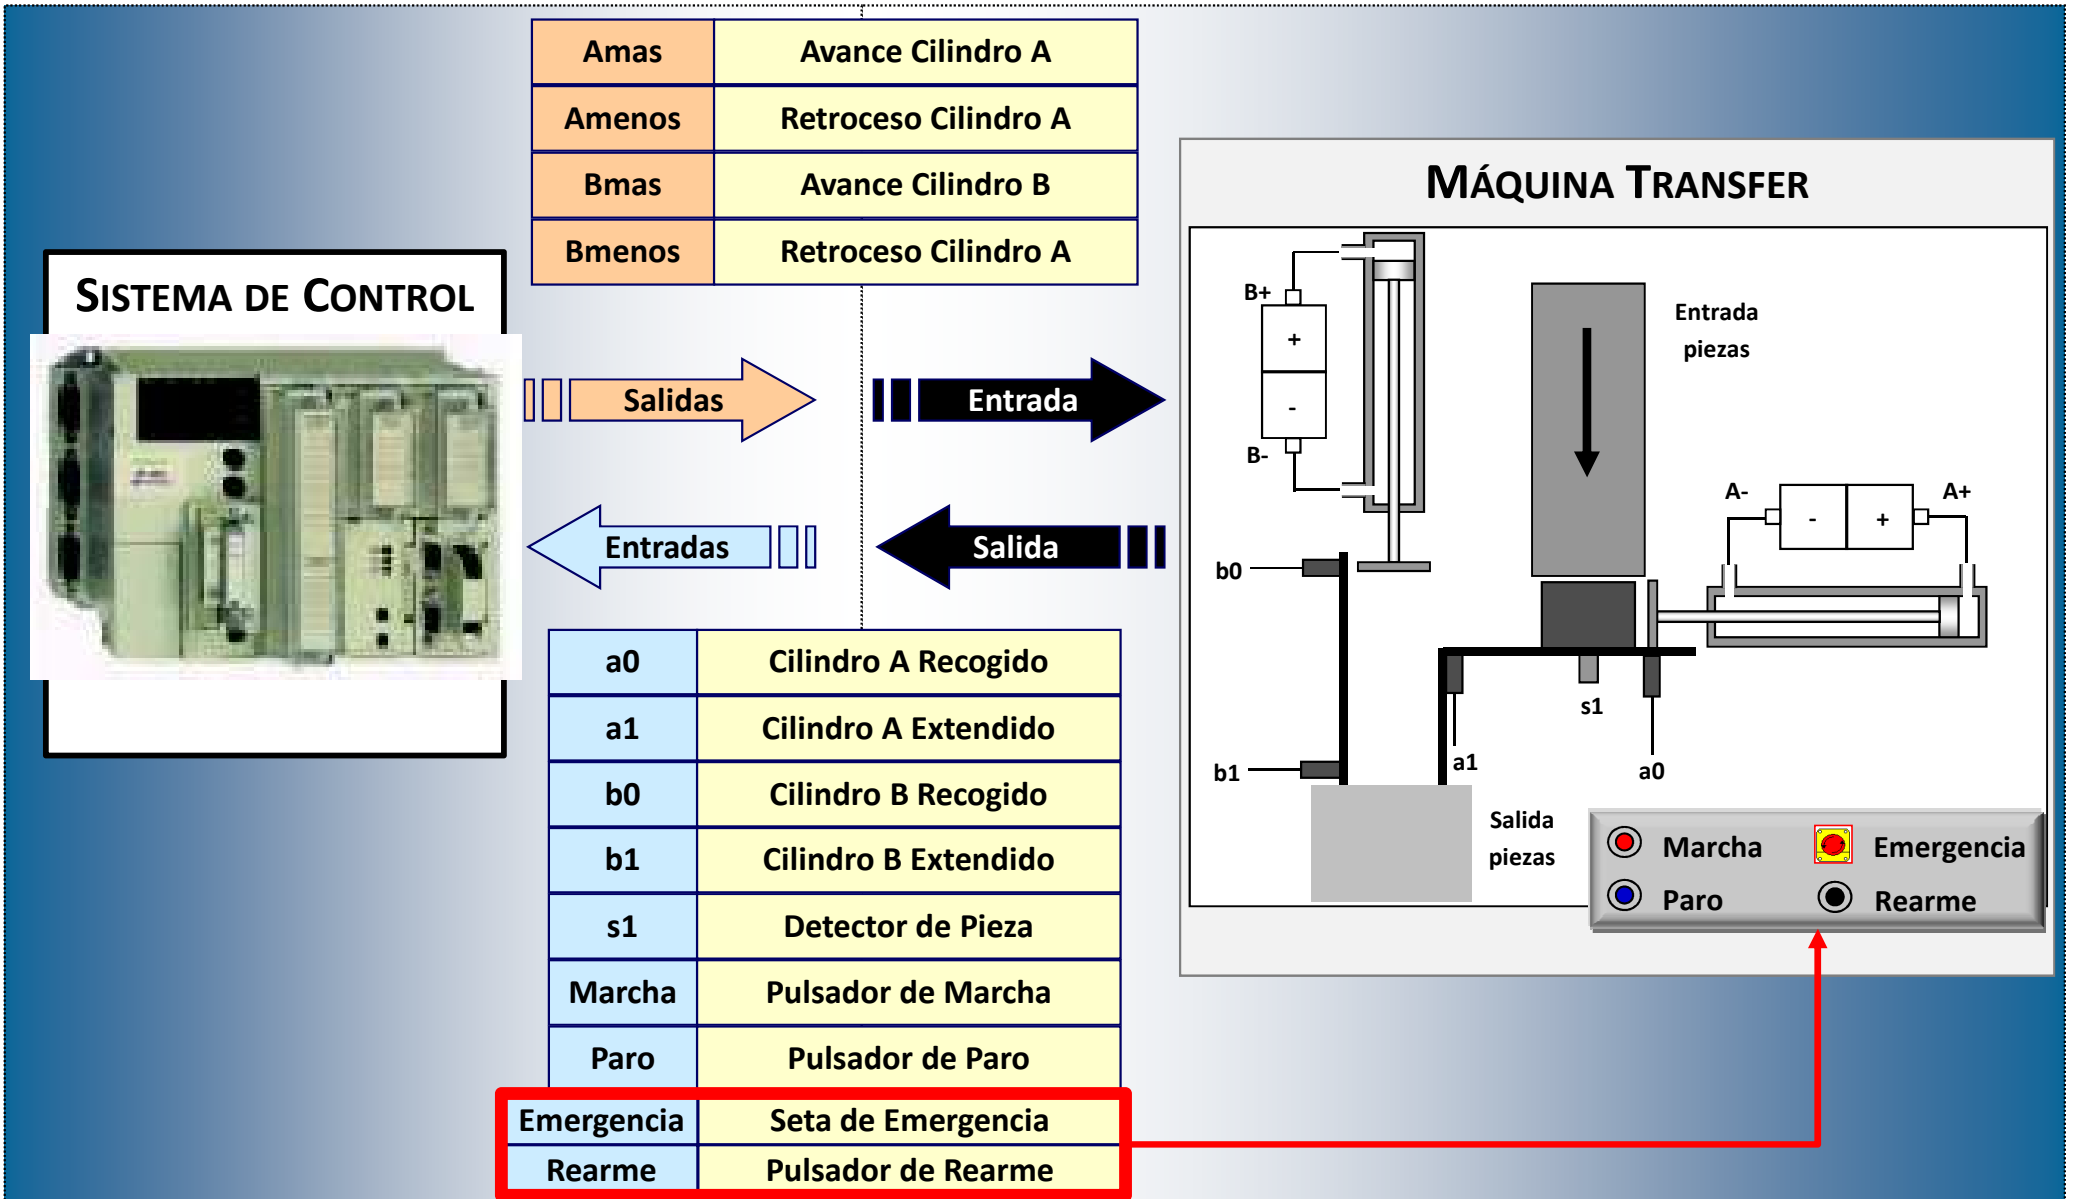 Amas Avance Cilindro A
Amenos Retroceso Cilindro A
Bmas Avance Cilindro B
Bmenos Retroceso Cilindro A
SISTEMA DE CONTROL
Salidas
Entrada
Entradas
Salida
a0 Cilindro A Recogido
a1 Cilindro A Extendido
b0 Cilindro B Recogido
b1 Cilindro B Extendido
s1 Detector de Pieza
Marcha Pulsador de Marcha
Paro Pulsador de Paro
Emergencia Seta de Emergencia
Rearme Pulsador de Rearme
MÁQUINA TRANSFER
B+
+
-
B-
Entrada
piezas
A-
A+
- +
b0
s1
a1
a0
b1
Salida
piezas
Marcha
Emergencia
Paro
Rearme